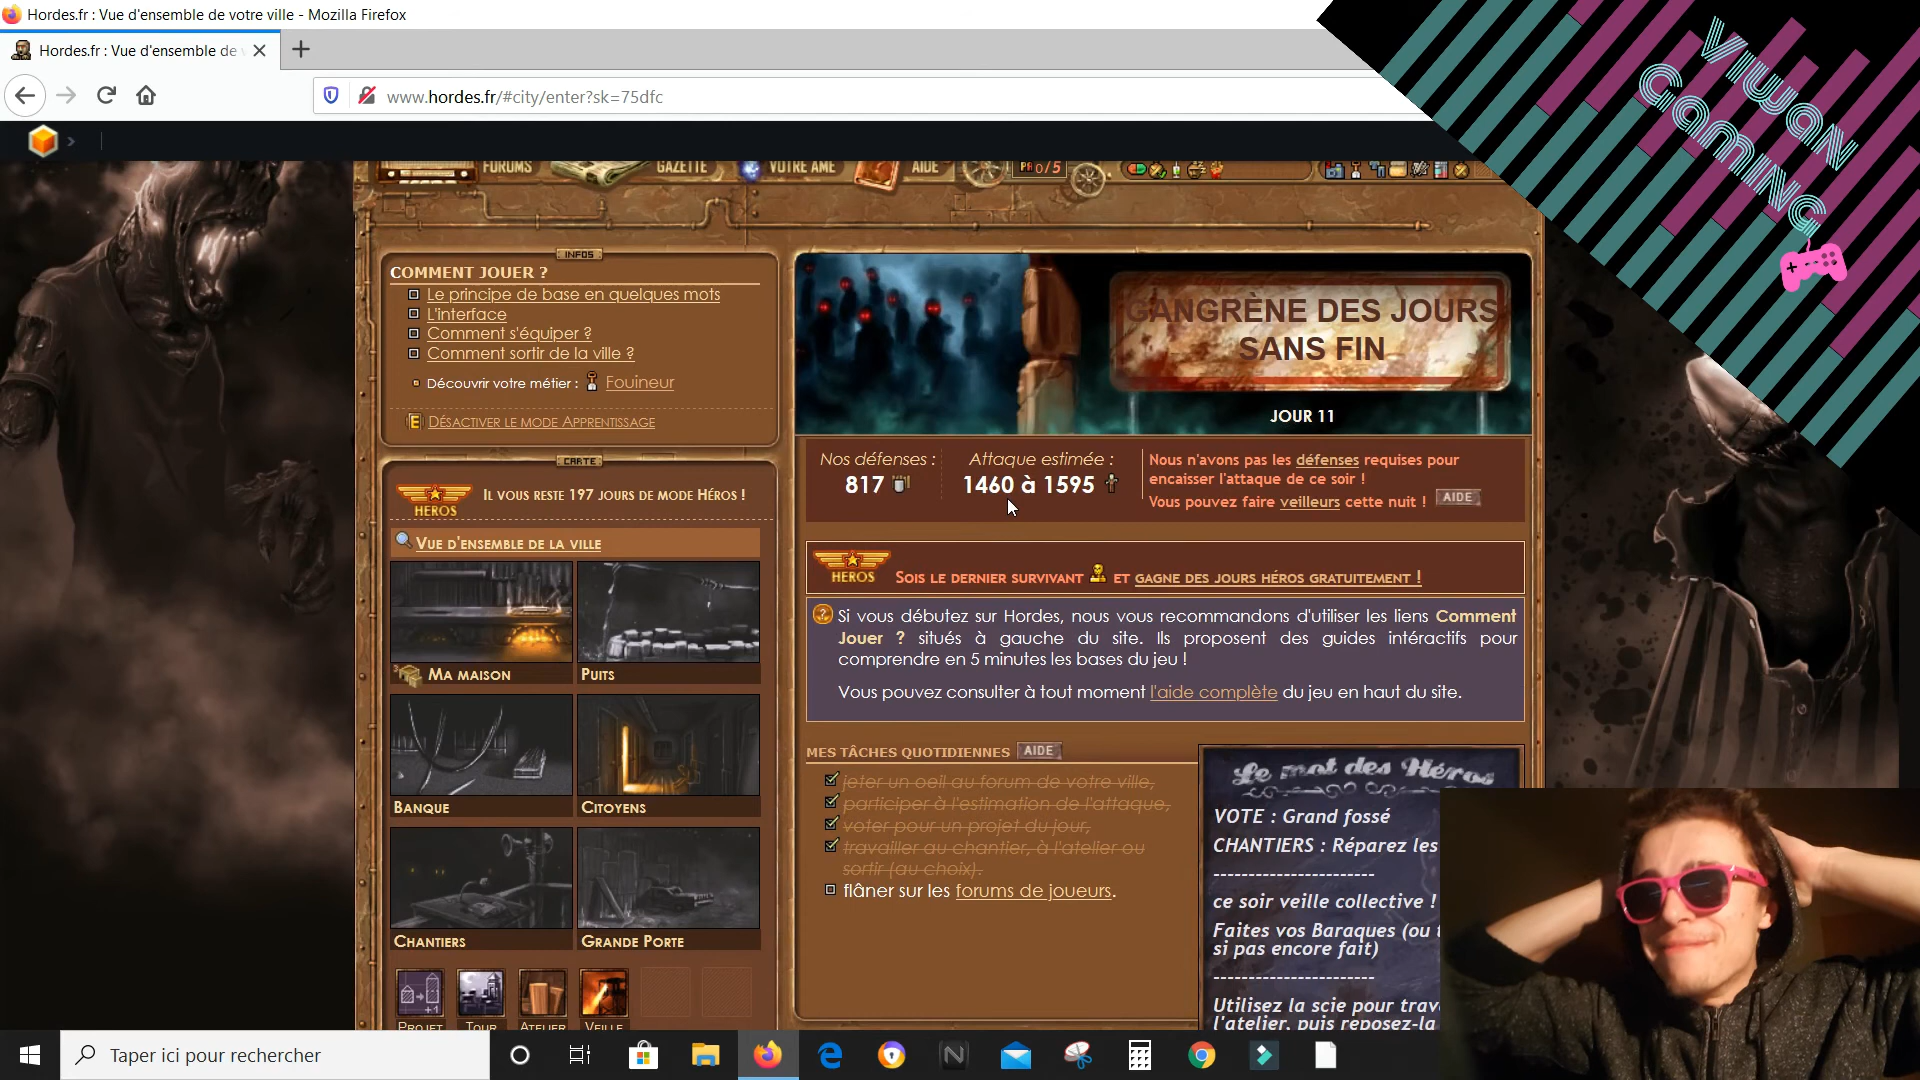 Hordes.fr : Vue d'ensemble de votre ville - Mozilla Firefox
Hordes.fr : Vue d'ensemble de
www.hordes.fr/#city/enter?sk=75dfc
FORUMS
GAZETTE
VOTRE AME
AIDE
PA 0/5
VIWAN
GAMING
INFOS
COMMENT JOUER ?
Le principe de base en quelques mots
L'interface
Comment s'équiper ?
Comment sortir de la ville ?
Découvrir votre métier : Fouineur
E DÉSACTIVER LE MODE APPRENTISSAGE
CARTE
HEROS
IL VOUS RESTE 197 JOURS DE MODE HÉROS !
VUE D'ENSEMBLE DE LA VILLE
MA MAISON
PUITS
BANQUE
CITOYENS
CHANTIERS
GRANDE PORTE
+1
PROJET
TOUR
ATELIER
VEILLE
GANGRÈNE DES JOURS
SANS FIN
JOUR 11
Nos défenses :
817
Attaque estimée :
1460 à 1595
Nous n'avons pas les défenses requises pour
encaisser l'attaque de ce soir !
Vous pouvez faire veilleurs cette nuit ! AIDE
HEROS
SOIS LE DERNIER SURVIVANT ET GAGNE DES JOURS HÉROS GRATUITEMENT !
Si vous débutez sur Hordes, nous vous recommandons d'utiliser les liens Comment
Jouer ? situés à gauche du site. Ils proposent des guides intéractifs pour
comprendre en 5 minutes les bases du jeu !
Vous pouvez consulter à tout moment l'aide complète du jeu en haut du site.
MES TÂCHES QUOTIDIENNES AIDE
jeter un oeil au forum de votre ville,
participer à l'estimation de l'attaque,
voter pour un projet du jour,
travailler au chantier, à l'atelier ou
sortir (au choix).
flâner sur les forums de joueurs.
Le mot des Héros
VOTE : Grand fossé
CHANTIERS : Réparez les
----------------------
ce soir veille collective !
Faites vos Baraques (ou
si pas encore fait)
----------------------
Utilisez la scie pour
l'atelier, puis reposez-la
Taper ici pour rechercher